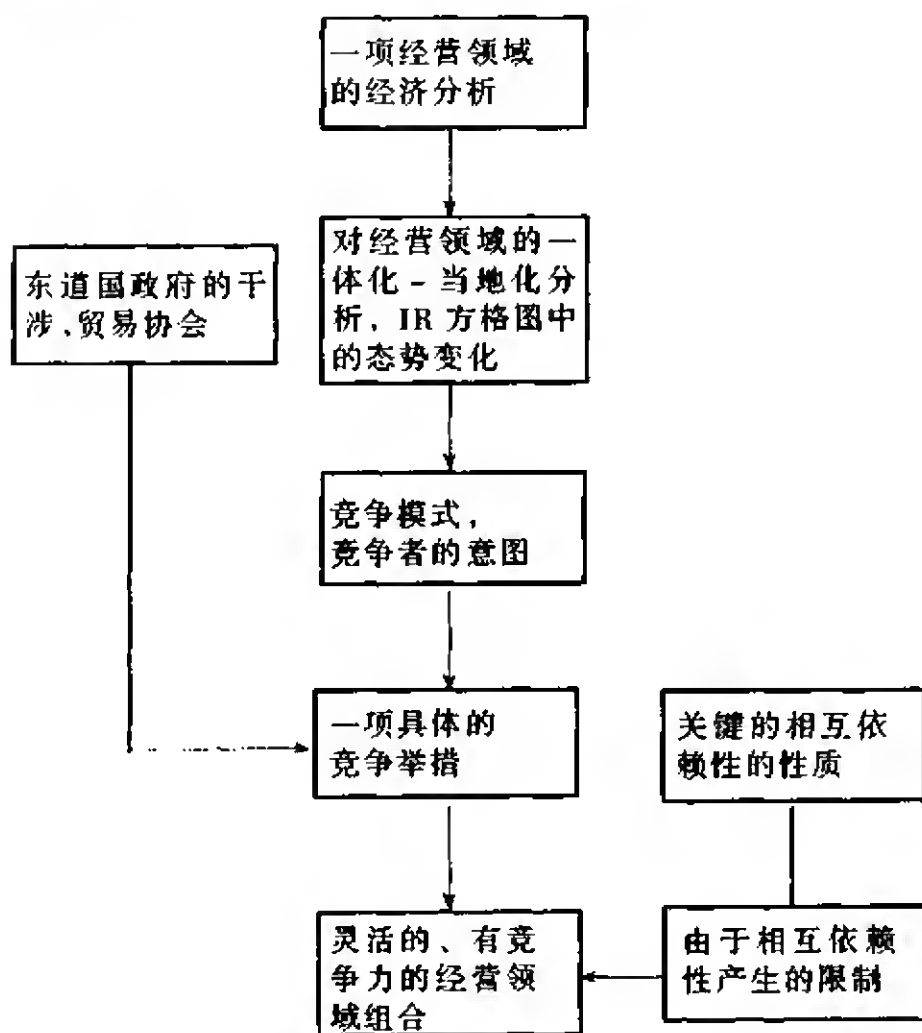 一项经营领域
的经济分析
对经营领域的一
体化-当地化分
析,IR方格图中
的态势变化
东道国政府的干
涉、贸易协会
竞争模式,
竞争者的意图
一项具体的
竞争举措
关键的相互依
赖性的性质
灵活的、有竞
争力的经营领
域组合
由于相互依赖
性产生的限制